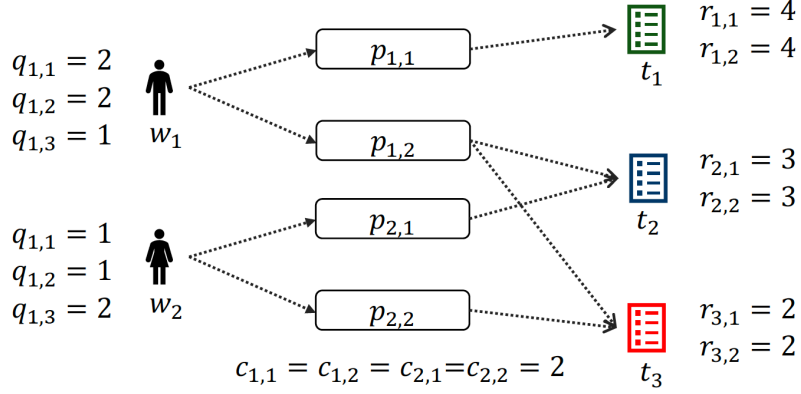 q₁,₁ = 2
q₁,₂ = 2
q₁,₃ = 1
w₁
q₁,₁ = 1
q₁,₂ = 1
q₁,₃ = 2
w₂
p₁,₁
p₁,₂
p₂,₁
p₂,₂
c₁,₁ = c₁,₂ = c₂,₁=c₂,₂ = 2
t₁
r₁,₁ = 4
r₁,₂ = 4
t₂
r₂,₁ = 3
r₂,₂ = 3
t₃
r₃,₁ = 2
r₃,₂ = 2